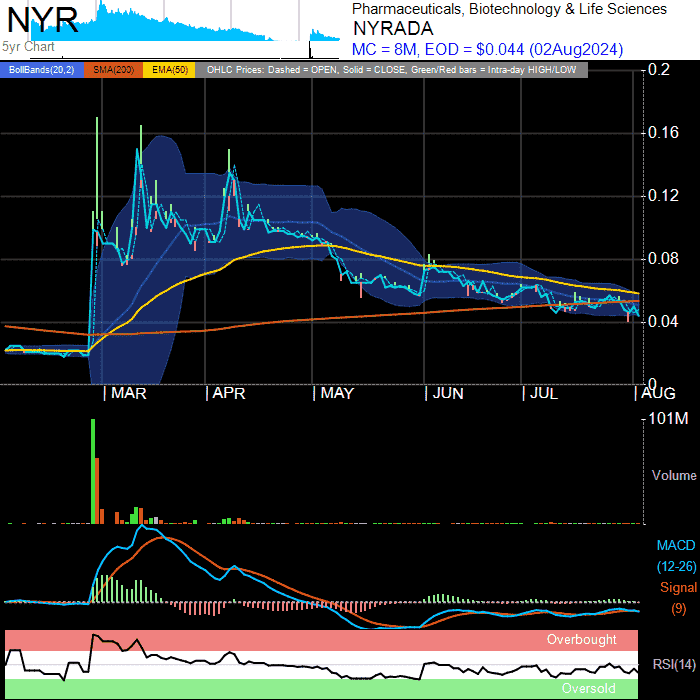 NYR
Pharmaceuticals, Biotechnology & Life Sciences
NYRADA
5yr Chart
MC = 8M, EOD = $0.044 (02Aug2024)
BollBands(20,2) SMA(200) EMA(50) OHLC Prices: Dashed = OPEN, Solid = CLOSE, Green/Red bars = Intra-day HIGH/LOW
0.2
0.16
0.12
0.08
0.04
0
MAR APR MAY JUN JUL AUG
101M
Volume
MACD
(12-26)
Signal
(9)
Overbought
RSI(14)
Oversold